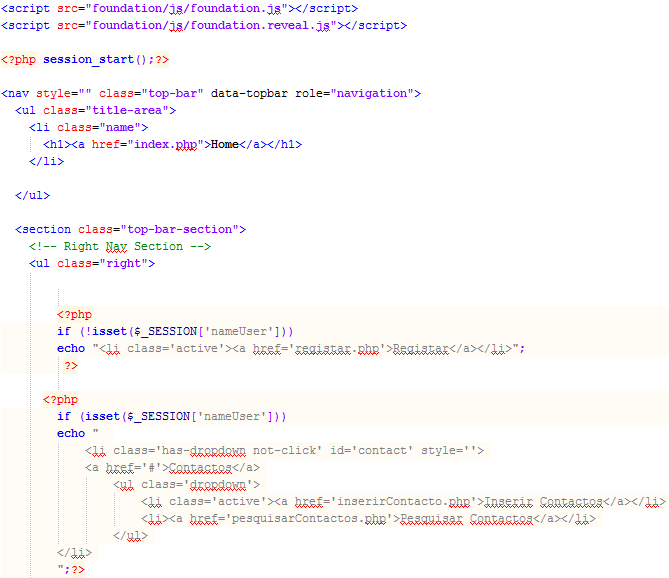 <script src="foundation/js/foundation.js"></script>
<script src="foundation/js/foundation.reveal.js"></script>
<?php session_start();?>
<nav style="" class="top-bar" data-topbar role="navigation">
<ul class="title-area">
<li class="name">
<h1><a href="index.php">Home</a></h1>
</li>
</ul>
<section class="top-bar-section">
<!-- Right Nav Section -->
<ul class="right">
<?php
if (!isset($_SESSION['nameUser']))
echo "<li class='active'><a href='registar.php'>Registar</a></li>";
?>
<?php
if (isset($_SESSION['nameUser']))
echo "
<li class='has-dropdown not-click' id='contact' style=''>
<a href='#'>Contactos</a>
<ul class='dropdown'>
<li class='active'><a href='inserirContacto.php'>Inserir Contactos</a></li>
<li><a href='pesquisarContactos.php'>Pesquisar Contactos</a></li>
</ul>
</li>
";?>